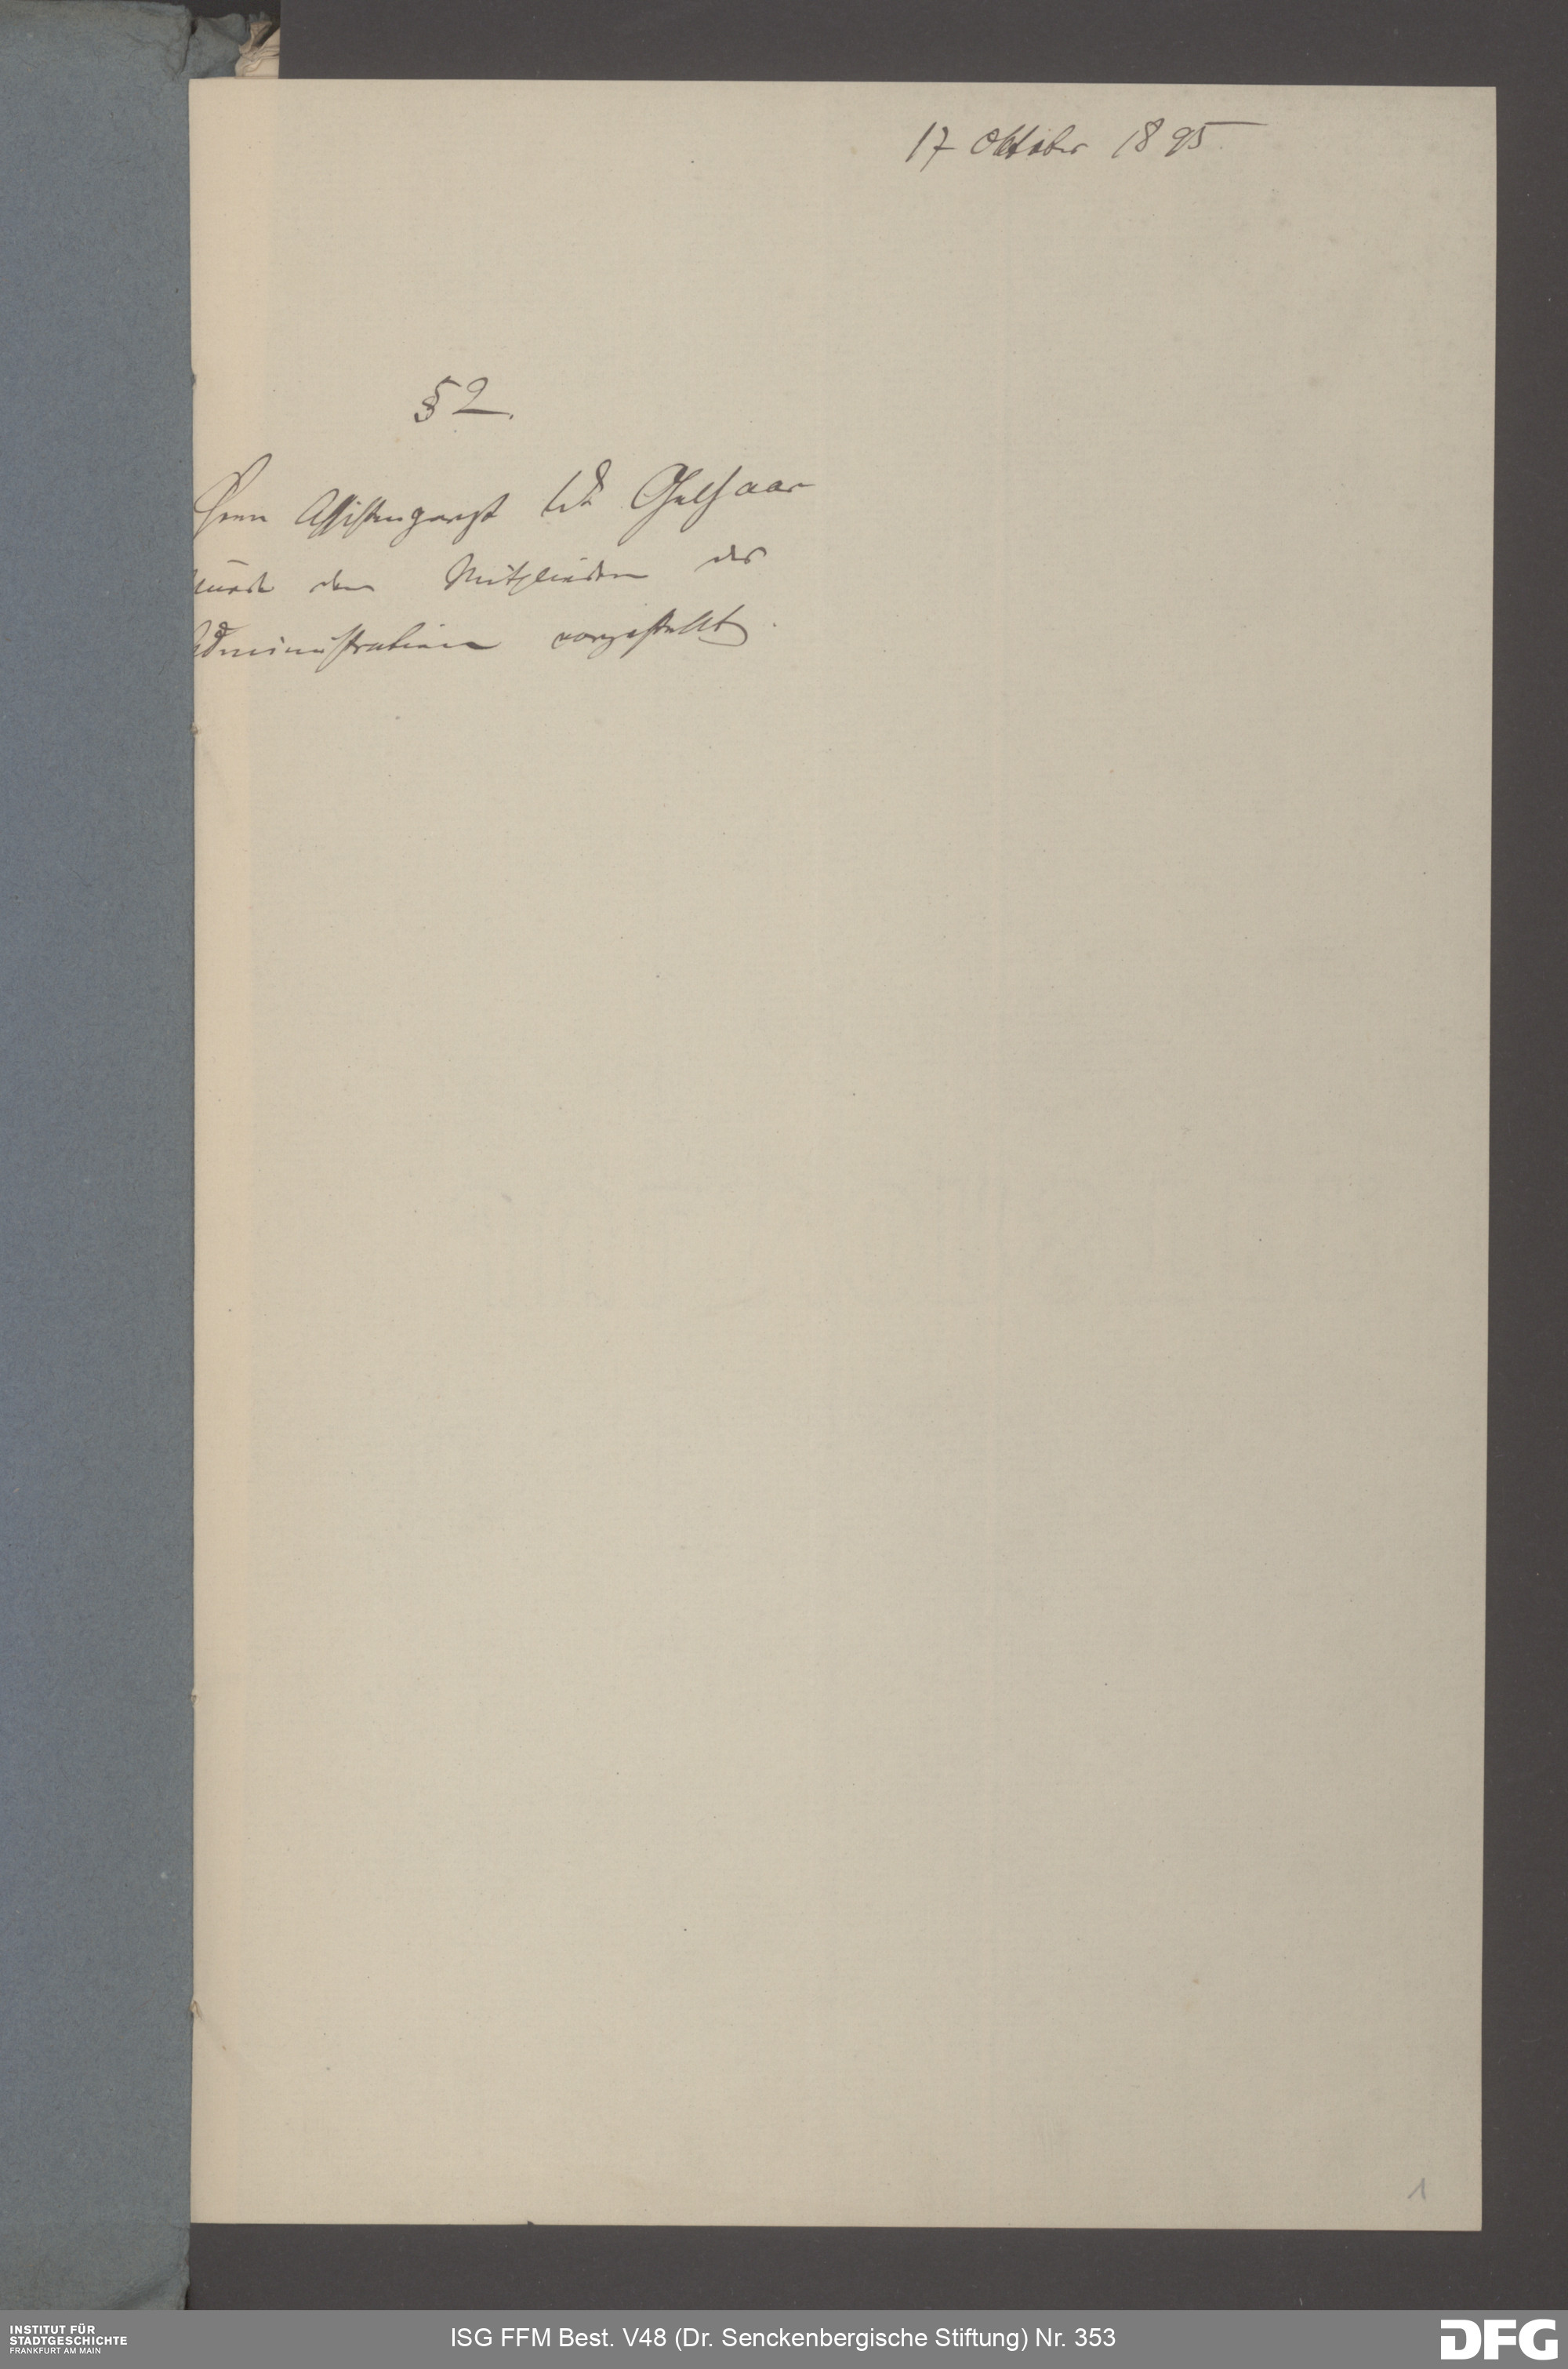 17 Oktober 1895
§ 2.
Herr Assistenzarzt Dr.
wurde den Mitgliedern der
Administration vorgestellt.
1
INSTITUT FÜR
STADTGESCHICHTE
FRANKFURT AM MAIN
ISG FFM Best. V48 (Dr. Senckenbergische Stiftung) Nr. 353
DFG